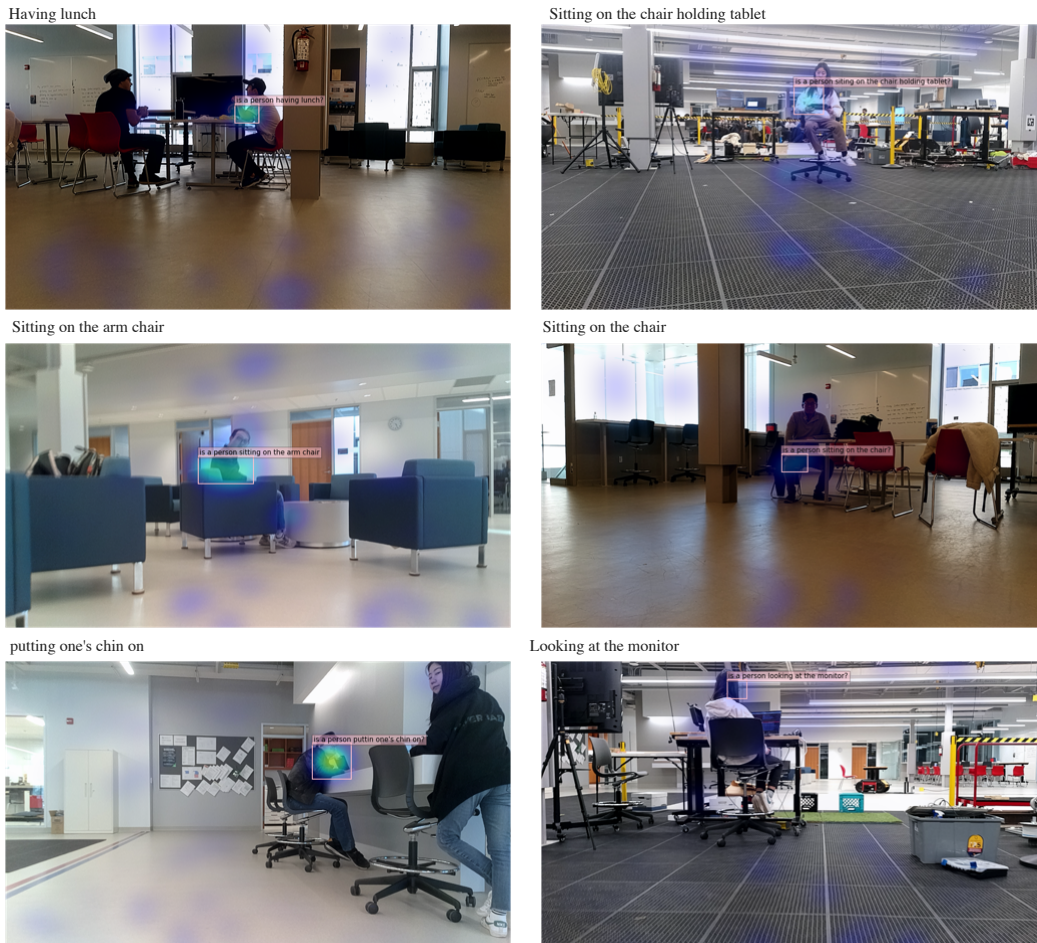 Having lunch
Sitting on the chair holding tablet
is a person having lunch?
is a person siting on the chair holding tablet?
Sitting on the arm chair
Sitting on the chair
is a person sitting on the arm chair
is a person sitting on the chair?
putting one's chin on
Looking at the monitor
is a person puttin one's chin on?
is a person looking at the monitor?